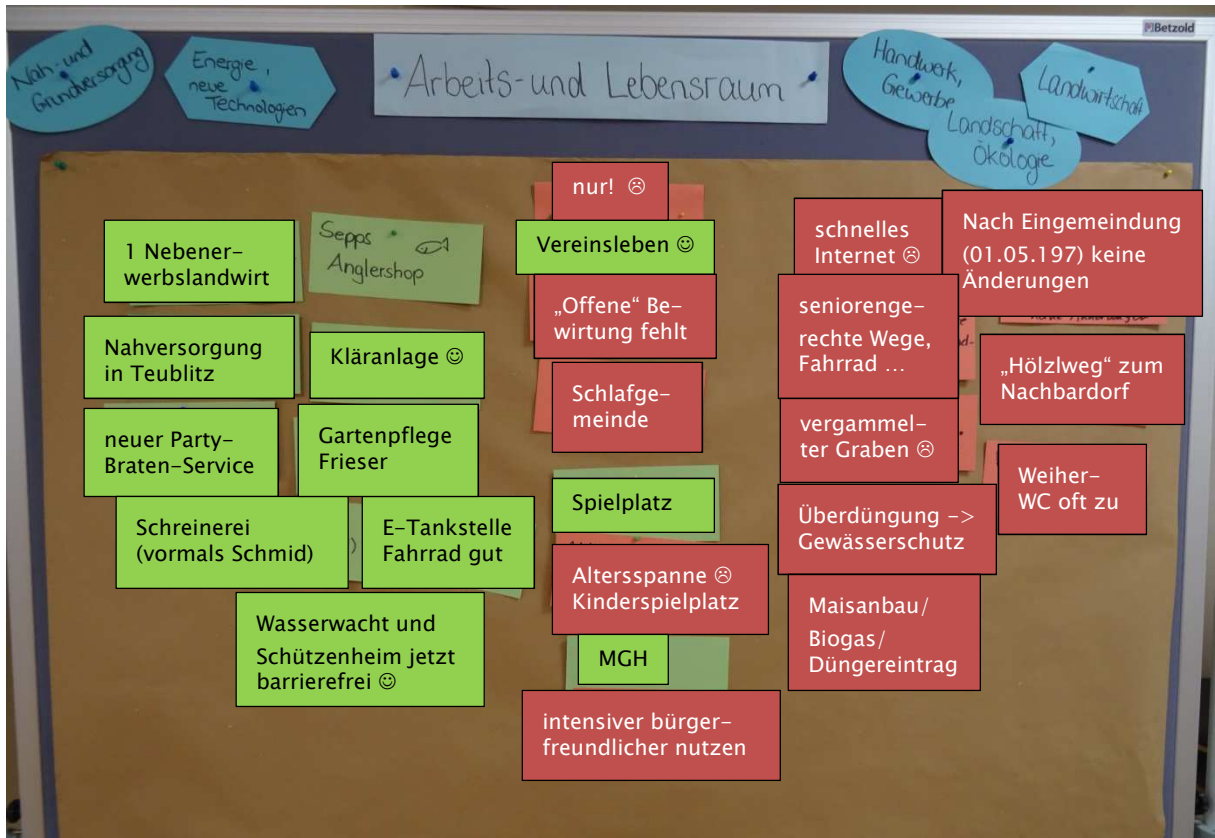 Betzold
Nah- und
Grundversorgung
Energie,
neue
Technologien
Arbeits- und Lebensraum
Handwerk,
Gewerbe
Landschaft,
Ökologie
Landwirtschaft
1 Nebener-
werbslandwirt
Sepps
Anglershop
Nahversorgung
in Teublitz
Kläranlage ☺
neuer Party-
Braten-Service
Gartenpflege
Frieser
Schreinerei
(vormals Schmid)
E-Tankstelle
Fahrrad gut
Wasserwacht und
Schützenheim jetzt
barrierefrei ☺
nur! ☹
Vereinsleben ☺
„Offene“ Be-
wirtung fehlt
Schlafge-
meinde
Spielplatz
Altersspanne ☹
Kinderspielplatz
MGH
intensiver bürger-
freundlicher nutzen
schnelles
Internet ☹
seniorenge-
rechte Wege,
Fahrrad …
vergammel-
ter Graben ☹
Überdüngung ->
Gewässerschutz
Maisanbau/
Biogas/
Düngereintrag
Nach Eingemeindung
(01.05.197) keine
Änderungen
„Hölzlweg“ zum
Nachbardorf
Weiher-
WC oft zu